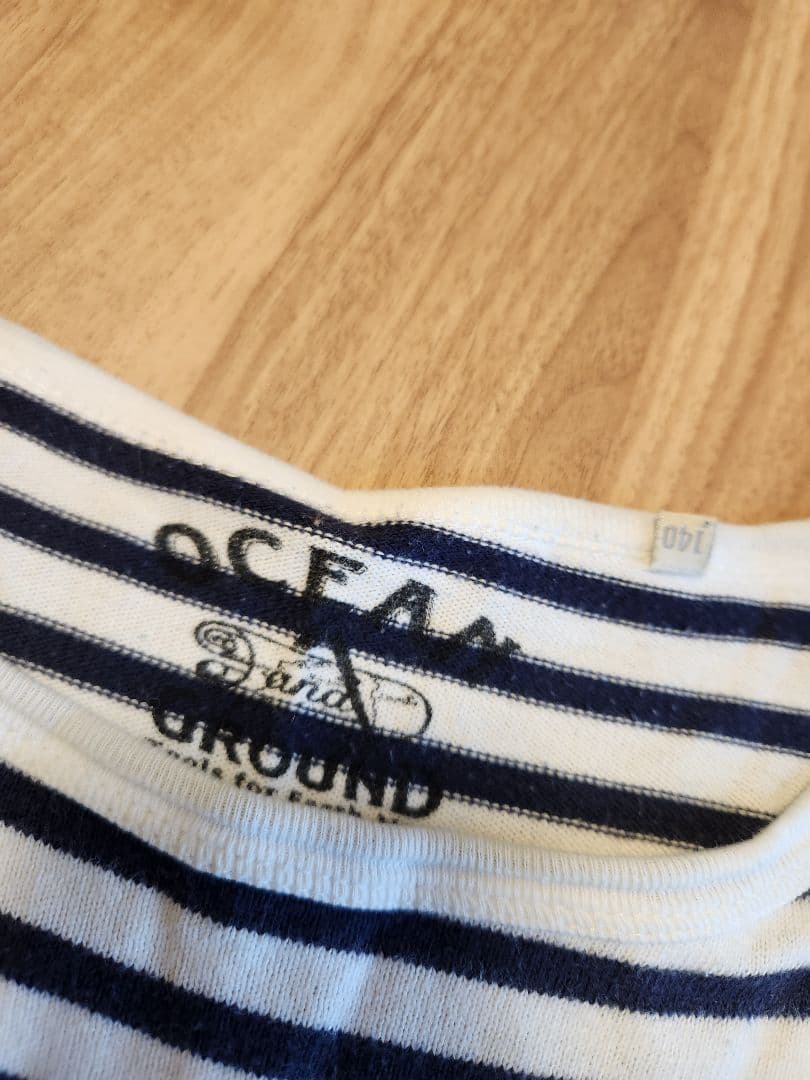 OCEAN
and
GROUND
140